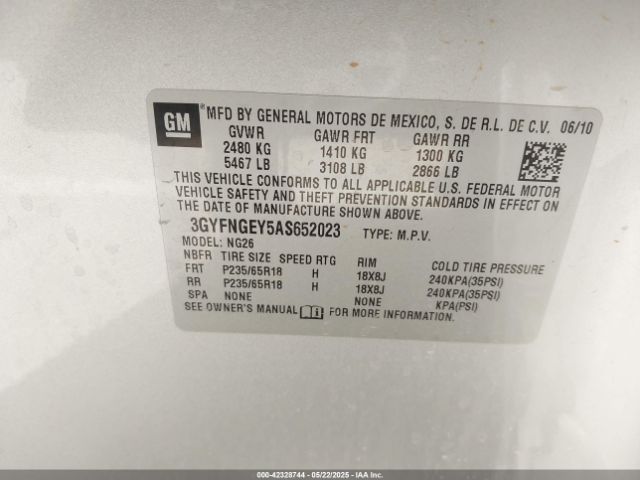 GM ® MFD BY GENERAL MOTORS DE MEXICO, S. DE R.L. DE C.V. 06/10
GVWR GAWR FRT GAWR RR
2480 KG 1410 KG 1300 KG
5467 LB 3108 LB 2866 LB
THIS VEHICLE CONFORMS TO ALL APPLICABLE U.S. FEDERAL MOTOR
VEHICLE SAFETY AND THEFT PREVENTION STANDARDS IN EFFECT ON
THE DATE OF MANUFACTURE SHOWN ABOVE.
3GYFNGEY5AS652023 TYPE: M.P.V.
MODEL: NG26
NBFR TIRE SIZE SPEED RTG RIM COLD TIRE PRESSURE
FRT P235/65R18 H 18X8J 240KPA(35PSI)
RR P235/65R18 H 18X8J 240KPA(35PSI)
SPA NONE NONE KPA(PSI)
SEE OWNER'S MANUAL i FOR MORE INFORMATION.
000-42328744 - 05/22/2025 - IAAI, Inc.